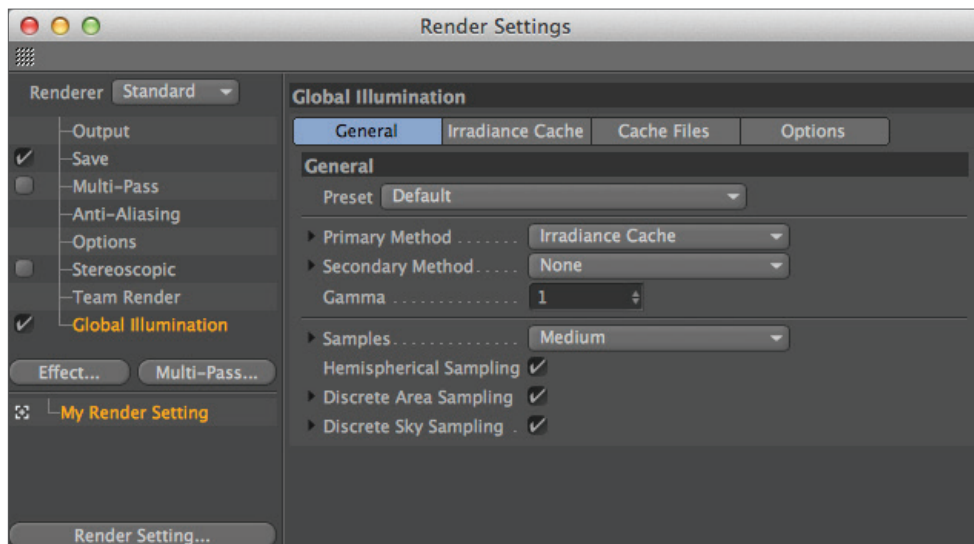 Render Settings
Renderer Standard
Output
Save
Multi-Pass
Anti-Aliasing
Options
Stereoscopic
Team Render
Global Illumination
Effect... Multi-Pass...
My Render Setting
Render Setting...
Global Illumination
General Irradiance Cache Cache Files Options
General
Preset Default
Primary Method . . . . . . . Irradiance Cache
Secondary Method. . . . . None
Gamma . . . . . . . . . . . . . . 1
Samples. . . . . . . . . . . . . . Medium
Hemispherical Sampling
Discrete Area Sampling
Discrete Sky Sampling .